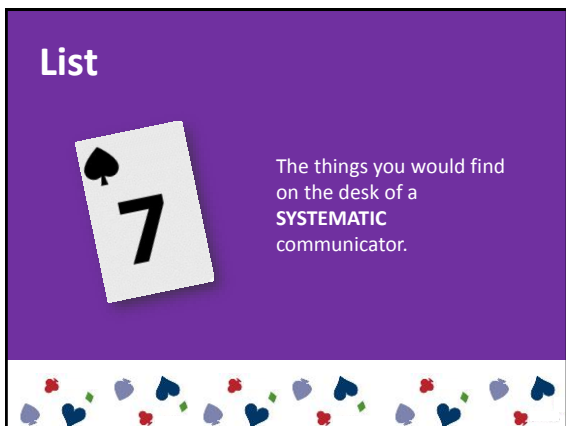 List
7
The things you would find
on the desk of a
SYSTEMATIC
communicator.